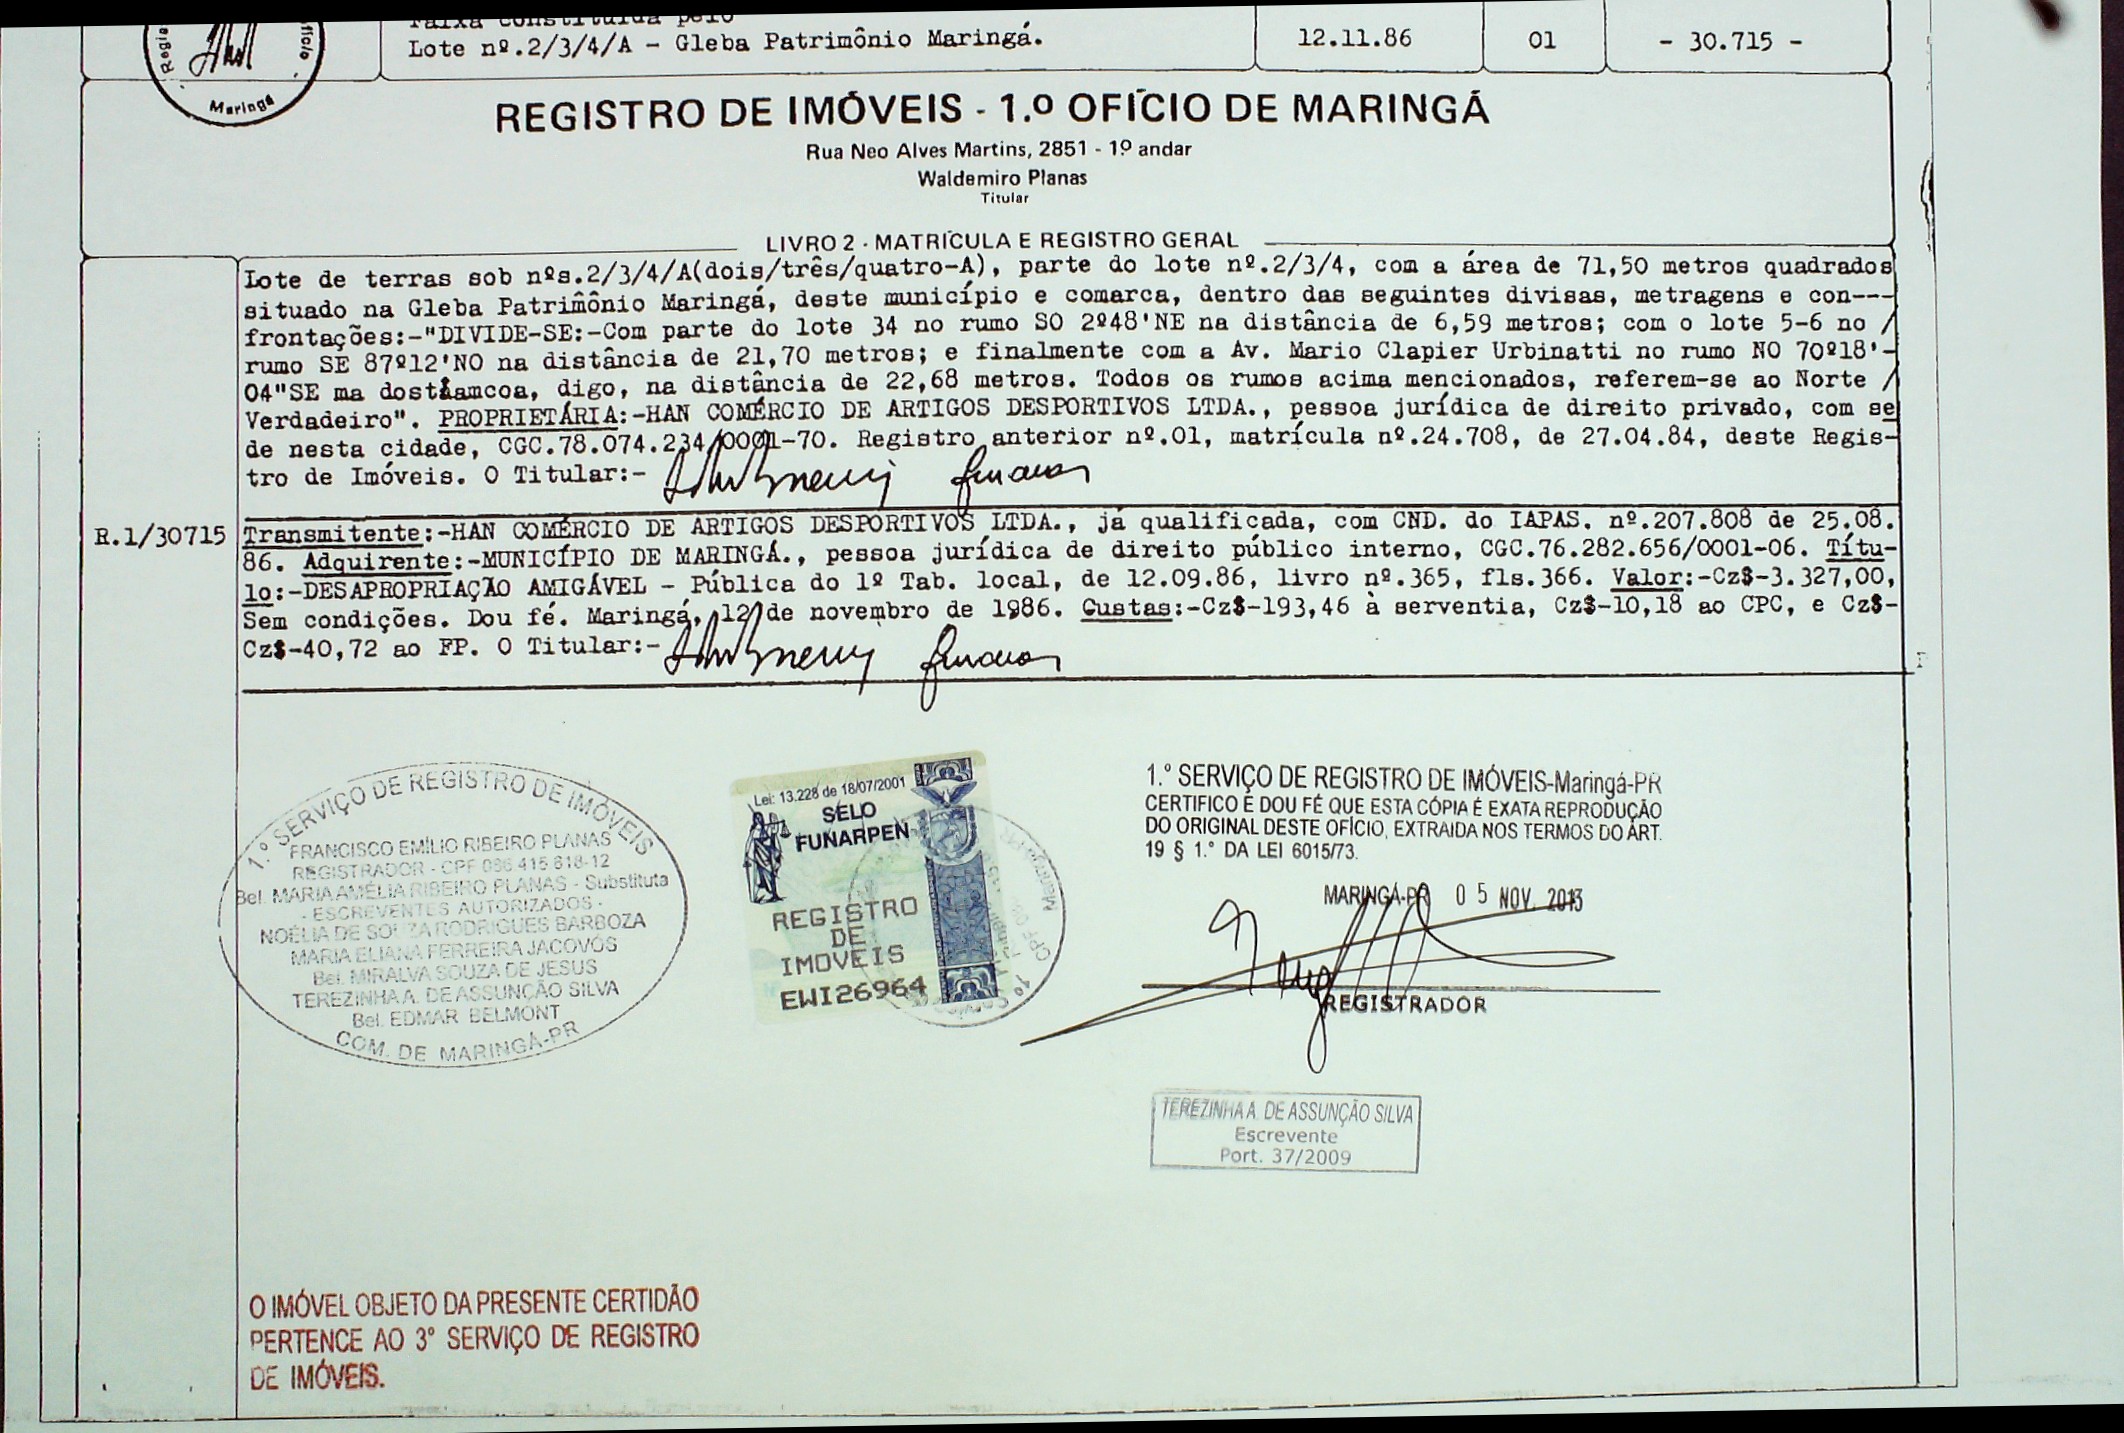 Faixa constituída pelo
Lote nº.2/3/4/A - Gleba Patrimônio Maringá.
12.11.86
01
- 30.715 -
Maringá
REGISTRO DE IMÓVEIS - 1.º OFÍCIO DE MARINGÁ
Rua Neo Alves Martins, 2851 - 1º andar
Waldemiro Planas
Titular
LIVRO 2 - MATRÍCULA E REGISTRO GERAL
Lote de terras sob nºs.2/3/4/A(dois/três/quatro-A), parte do lote nº.2/3/4, com a área de 71,50 metros quadrados
situado na Gleba Patrimônio Maringá, deste município e comarca, dentro das seguintes divisas, metragens e con---
frontações:-"DIVIDE-SE:-Com parte do lote 34 no rumo SO 2º48'NE na distância de 6,59 metros; com o lote 5-6 no /
rumo SE 87º12'NO na distância de 21,70 metros; e finalmente com a Av. Mario Clapier Urbinatti no rumo NO 70º18'-
04"SE ma dostâamcoa, digo, na distância de 22,68 metros. Todos os rumos acima mencionados, referem-se ao Norte /
Verdadeiro". PROPRIETÁRIA:-HAN COMÉRCIO DE ARTIGOS DESPORTIVOS LTDA., pessoa jurídica de direito privado, com se
de nesta cidade, CGC.78.074.234/0001-70. Registro anterior nº.01, matrícula nº.24.708, de 27.04.84, deste Regis-
tro de Imóveis. O Titular:-
R.1/30715
Transmitente:-HAN COMÉRCIO DE ARTIGOS DESPORTIVOS LTDA., já qualificada, com CND. do IAPAS. nº.207.808 de 25.08.
86. Adquirente:-MUNICÍPIO DE MARINGÁ., pessoa jurídica de direito público interno, CGC.76.282.656/0001-06. Títu-
lo:-DESAPROPRIAÇÃO AMIGÁVEL - Pública do 1º Tab. local, de 12.09.86, livro nº.365, fls.366. Valor:-Cz$-3.327,00,
Sem condições. Dou fé. Maringá, 12 de novembro de 1986. Custas:-Cz$-193,46 à serventia, Cz$-10,18 ao CPC, e Cz$-
Cz$-40,72 ao FP. O Titular:-
1.º SERVIÇO DE REGISTRO DE IMÓVEIS
FRANCISCO EMÍLIO RIBEIRO PLANAS
REGISTRADOR - CPF 086 415 818-12
Bel. MARIA AMÉLIA RIBEIRO PLANAS - Substituta
- ESCREVENTES AUTORIZADOS -
NOÉLIA DE SOUZA RODRIGUES BARBOZA
MARIA ELIANA FERREIRA JACOVÓS
Bel. MIRALVA SOUZA DE JESUS
TEREZINHA A. DE ASSUNÇÃO SILVA
Bel. EDMAR BELMONT
COM. DE MARINGÁ-PR
Lei: 13.228 de 18/07/2001
SELO
FUNARPEN
REGISTRO
DE
IMOVEIS
EWI26964
1.º SERVIÇO DE REGISTRO DE IMÓVEIS-Maringá-PR
CERTIFICO E DOU FÉ QUE ESTA CÓPIA É EXATA REPRODUÇÃO
DO ORIGINAL DESTE OFÍCIO, EXTRAIDA NOS TERMOS DO ART.
19 § 1.º DA LEI 6015/73.
MARINGÁ-PR 05 NOV. 2013
REGISTRADOR
TEREZINHA A. DE ASSUNÇÃO SILVA
Escrevente
Port. 37/2009
O IMÓVEL OBJETO DA PRESENTE CERTIDÃO
PERTENCE AO 3º SERVIÇO DE REGISTRO
DE IMÓVEIS.